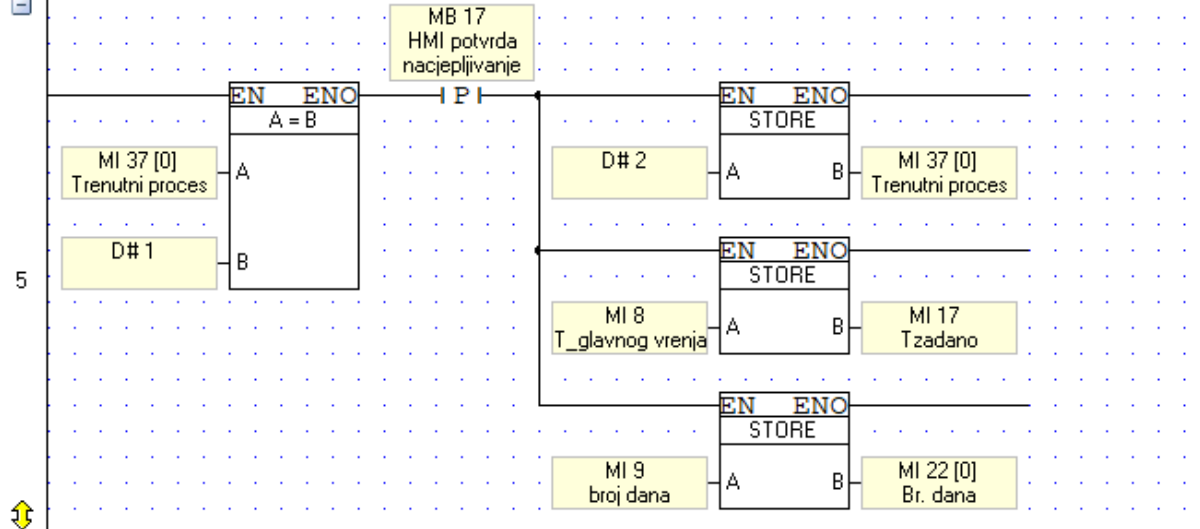 MB 17
HMI potvrda
nacjepljivanje
EN ENO
P
EN ENO
A = B
STORE
MI 37 [0]
Trenutni proces
A
D# 2
A
B
MI 37 [0]
Trenutni proces
D# 1
B
EN ENO
STORE
5
MI 8
T_glavnog vrenja
A
B
MI 17
Tzadano
EN ENO
STORE
MI 9
broj dana
A
B
MI 22 [0]
Br. dana